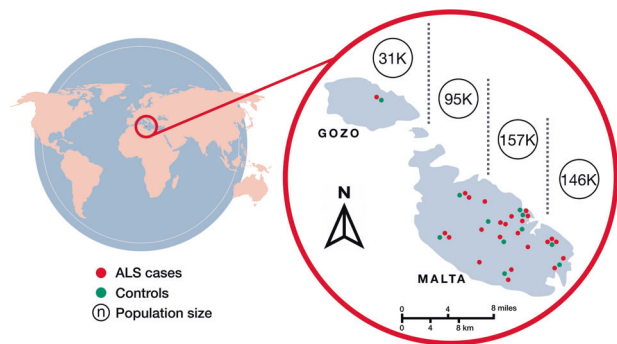 31K
95K
157K
146K
GOZO
N
MALTA
ALS cases
Controls
n Population size
0 4 8 miles
0 4 8 km